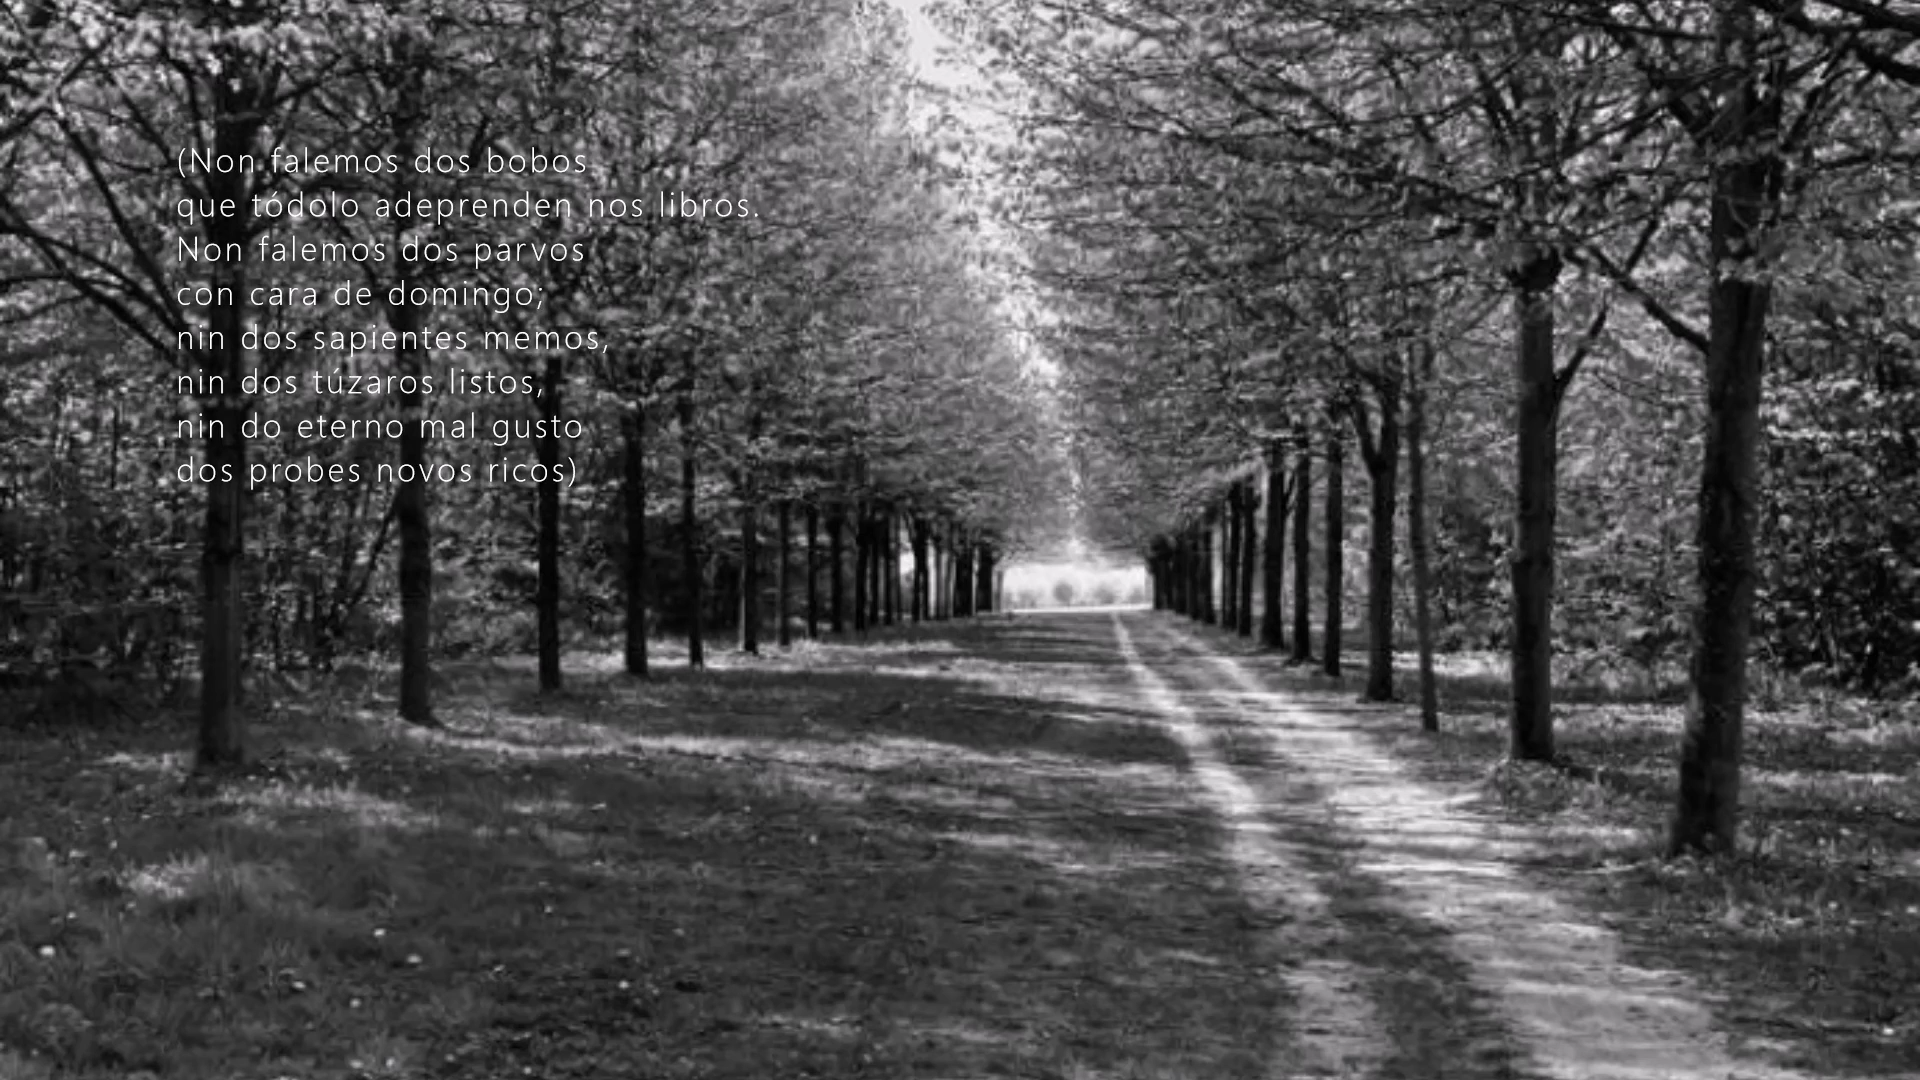 (Non falemos dos bobos
que tódolo adeprenden nos libros.
Non falemos dos parvos
con cara de domingo;
nin dos sapientes memos,
nin dos túzaros listos,
nin do eterno mal gusto
dos probes novos ricos)